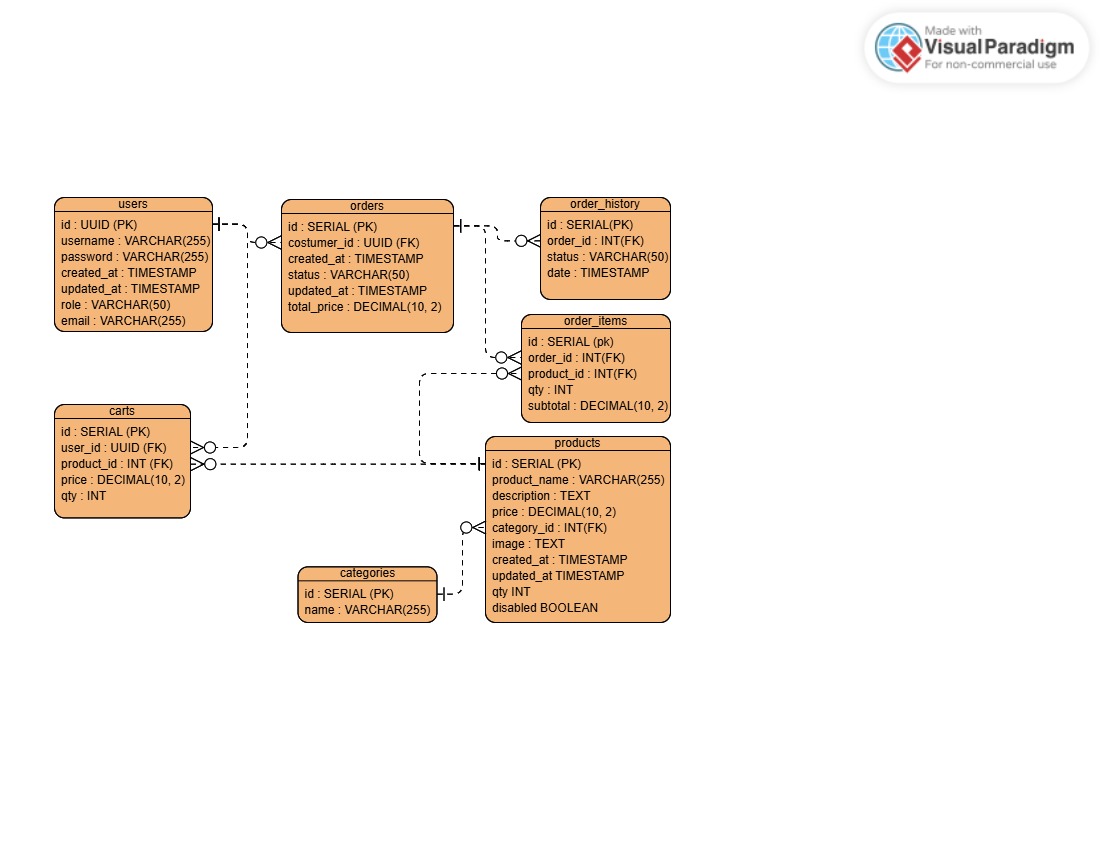 Made with
Visual Paradigm
For non-commercial use
users
id : UUID (PK)
username : VARCHAR(255)
password : VARCHAR(255)
created_at : TIMESTAMP
updated_at : TIMESTAMP
role : VARCHAR(50)
email : VARCHAR(255)
orders
id : SERIAL (PK)
costumer_id : UUID (FK)
created_at : TIMESTAMP
status : VARCHAR(50)
updated_at : TIMESTAMP
total_price : DECIMAL(10, 2)
order_history
id : SERIAL(PK)
order_id : INT(FK)
status : VARCHAR(50)
date : TIMESTAMP
order_items
id : SERIAL (pk)
order_id : INT(FK)
product_id : INT(FK)
qty : INT
subtotal : DECIMAL(10, 2)
carts
id : SERIAL (PK)
user_id : UUID (FK)
product_id : INT (FK)
price : DECIMAL(10, 2)
qty : INT
products
id : SERIAL (PK)
product_name : VARCHAR(255)
description : TEXT
price : DECIMAL(10, 2)
category_id : INT(FK)
image : TEXT
created_at : TIMESTAMP
updated_at TIMESTAMP
qty INT
disabled BOOLEAN
categories
id : SERIAL (PK)
name : VARCHAR(255)